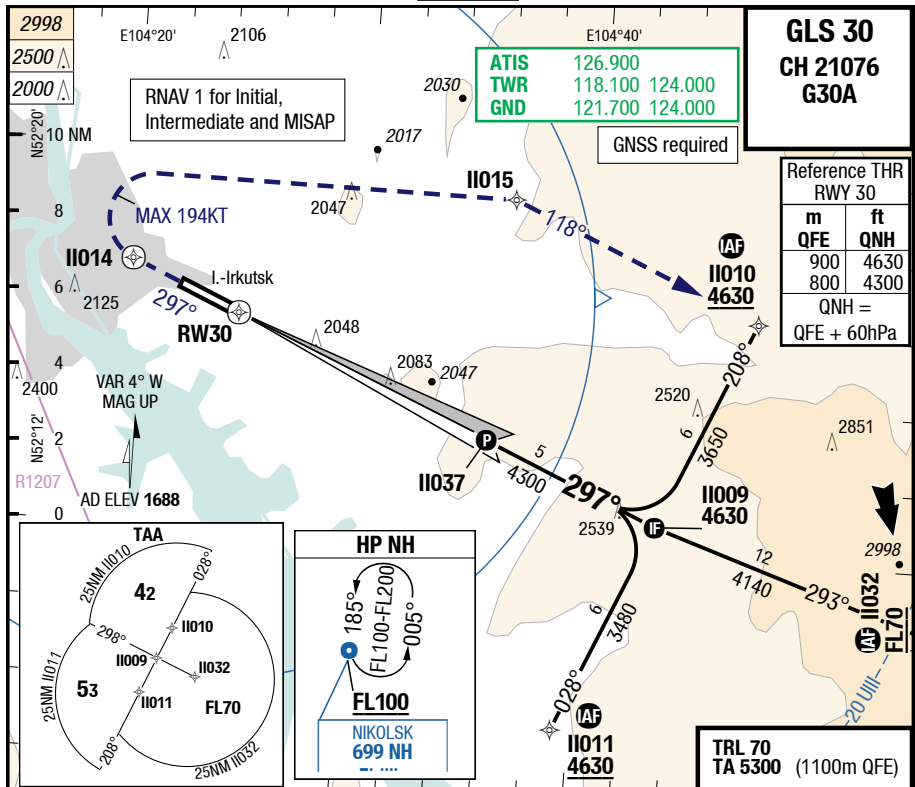 2998
2500
2000
E104°20'
2106
E104°40'
2030
ATIS 126.900
TWR 118.100 124.000
GND 121.700 124.000
GLS 30
CH 21076
G30A
RNAV 1 for Initial,
Intermediate and MISAP
GNSS required
N52°20'
10 NM
2017
Reference THR
RWY 30
m ft
QFE QNH
900 4630
800 4300
QNH =
QFE + 60hPa
8
MAX 194KT
2047
II015
118°
IAF
II010
4630
II014
I.-Irkutsk
6
2125
297°
RW30
2048
208°
4
2400
VAR 4° W
MAG UP
2083
2047
2520
6
3650
2851
N52°12'
2
P
5
4300
II037
297°
R1207
AD ELEV 1688
0
2539
IF
II009
4630
2998
12
4140
293°
IAF
II032
FL70
TAA
25NM II010
42
028°
298°
II010
II009
II032
II011
25NM II011
53
FL70
208°
25NM II032
HP NH
185°
FL100-FL200
005°
FL100
NIKOLSK
699 NH
6
3480
028°
IAF
II011
4630
20 UIII
TRL 70
TA 5300 (1100m QFE)